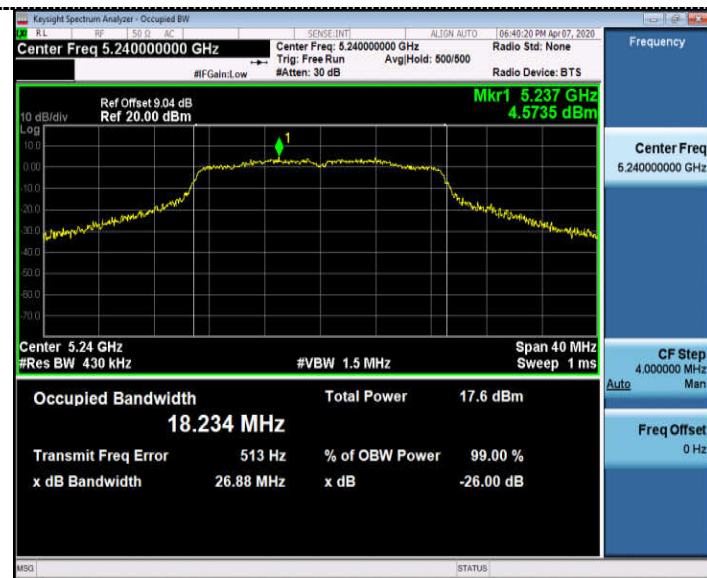 Keysight Spectrum Analyzer - Occupied BW
RL RF 50 Ω AC SENSE:INT ALIGN AUTO 06:40:20 PM Apr 07, 2020
Center Freq 5.240000000 GHz
Center Freq: 5.240000000 GHz Radio Std: None
Trig: Free Run Avg|Hold: 500/500
#IFGain:Low #Atten: 30 dB Radio Device: BTS
Ref Offset 9.04 dB Mkr1 5.237 GHz
10 dB/div Ref 20.00 dBm 4.5735 dBm
Log
1
10.0
0.00
-10.0
-20.0
-30.0
-40.0
-50.0
-60.0
-70.0
Center 5.24 GHz Span 40 MHz
#Res BW 430 kHz #VBW 1.5 MHz Sweep 1 ms
Occupied Bandwidth Total Power 17.6 dBm
18.234 MHz
Transmit Freq Error 513 Hz % of OBW Power 99.00 %
x dB Bandwidth 26.88 MHz x dB -26.00 dB
MSG STATUS
Frequency
Center Freq
5.240000000 GHz
CF Step
4.000000 MHz
Auto Man
Freq Offset
0 Hz